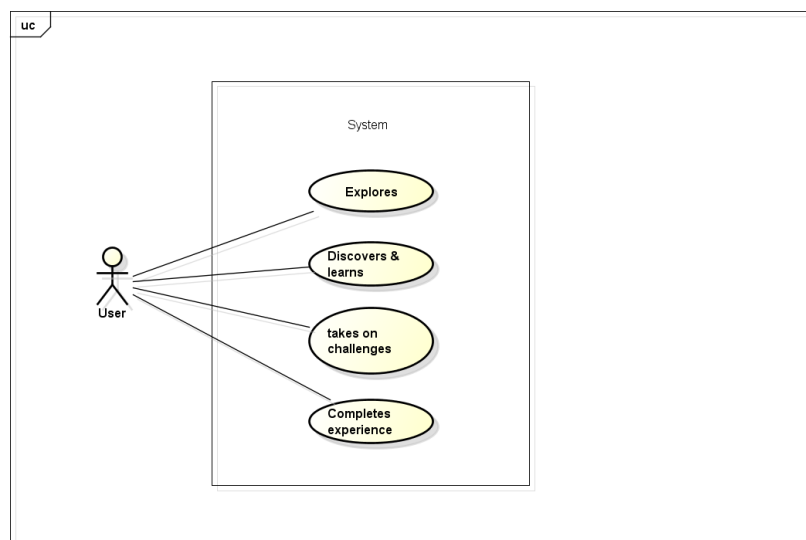 uc
System
Explores
Discovers &
learns
User
takes on
challenges
Completes
experience